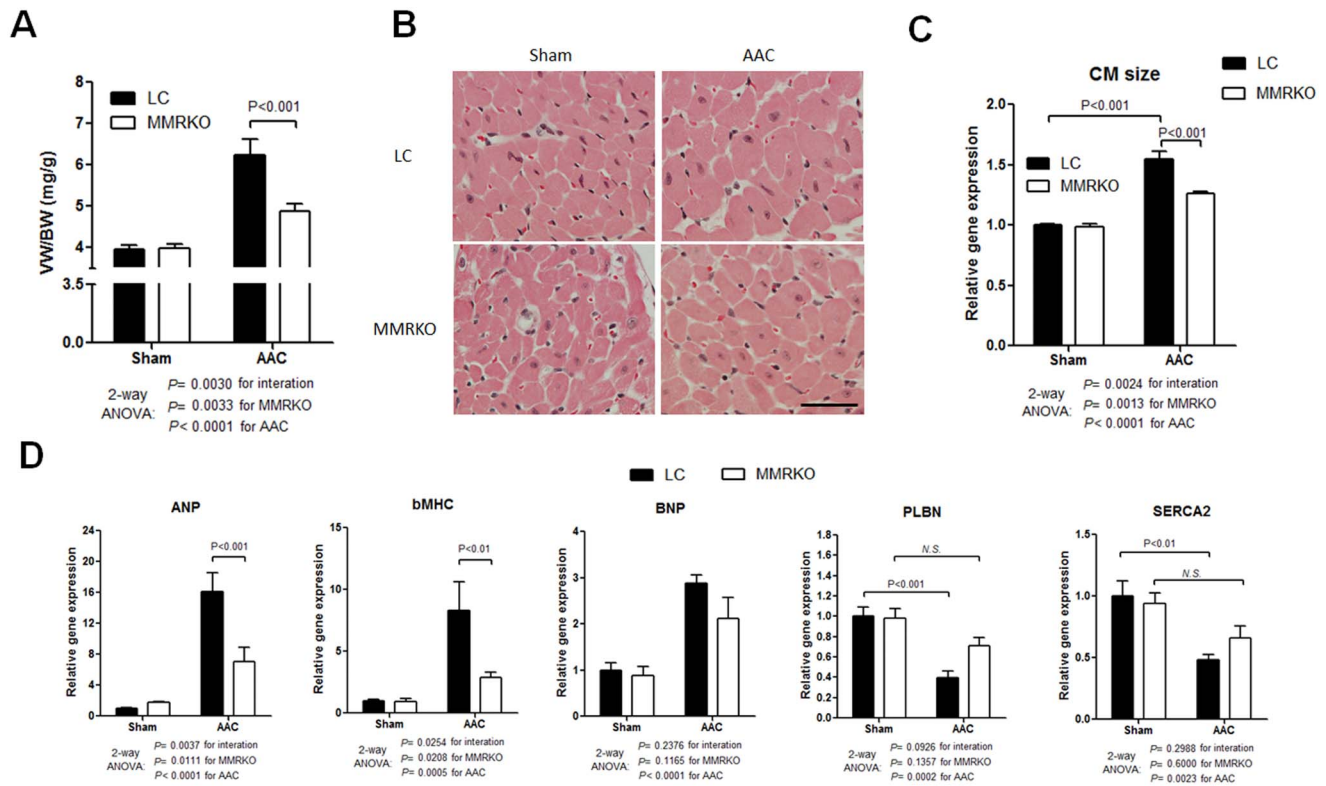 A
VW/BW (mg/g)
8
7
6
5
4
3.5
0.0
LC
MMRKO
P<0.001
Sham
AAC
2-way
ANOVA:
P= 0.0030 for interation
P= 0.0033 for MMRKO
P< 0.0001 for AAC
B
Sham
AAC
LC
MMRKO
C
CM size
LC
MMRKO
Relative gene expression
2.0
1.5
1.0
0.5
0.0
P<0.001
P<0.001
LC
MMRKO
Sham
AAC
2-way
ANOVA:
P= 0.0024 for interation
P= 0.0013 for MMRKO
P< 0.0001 for AAC
D
LC
MMRKO
ANP
Relative gene expression
24
20
16
12
8
4
0
P<0.001
Sham
AAC
2-way
ANOVA:
P= 0.0037 for interation
P= 0.0111 for MMRKO
P< 0.0001 for AAC
bMHC
Relative gene expression
15
10
5
0
P<0.01
Sham
AAC
2-way
ANOVA:
P= 0.0254 for interation
P= 0.0208 for MMRKO
P= 0.0005 for AAC
BNP
Relative gene expression
4
3
2
1
0
Sham
AAC
2-way
ANOVA:
P= 0.2376 for interation
P= 0.1165 for MMRKO
P< 0.0001 for AAC
PLBN
Relative gene expression
1.8
1.6
1.4
1.2
1.0
0.8
0.6
0.4
0.2
0.0
N.S.
P<0.001
Sham
AAC
2-way
ANOVA:
P= 0.0926 for interation
P= 0.1357 for MMRKO
P= 0.0002 for AAC
SERCA2
Relative gene expression
1.5
1.0
0.5
0.0
P<0.01
N.S.
Sham
AAC
2-way
ANOVA:
P= 0.2988 for interation
P= 0.6000 for MMRKO
P= 0.0023 for AAC